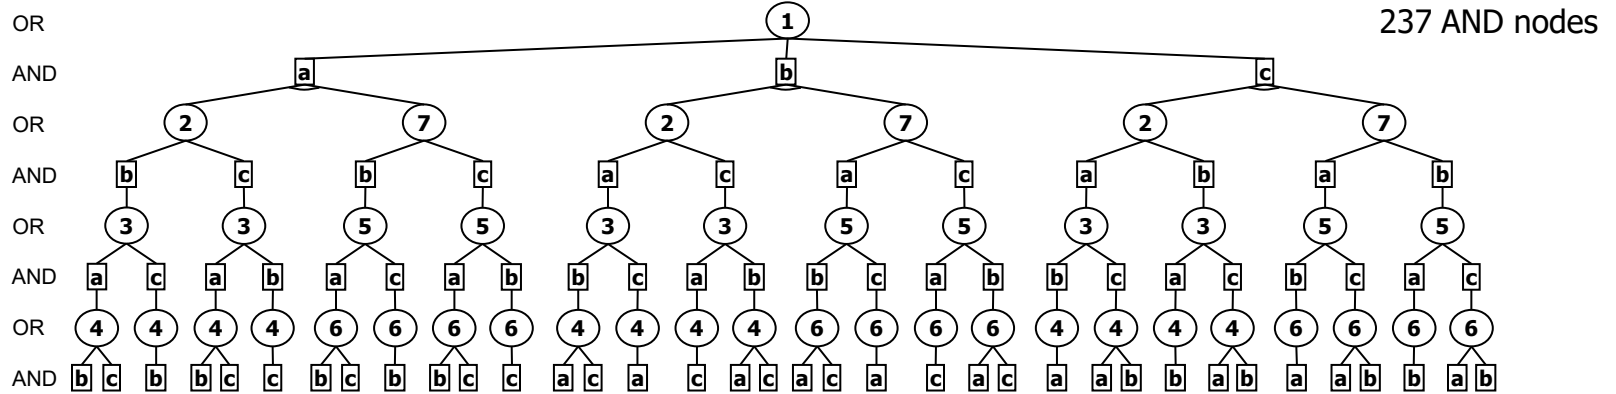 OR 1 237 AND nodes
AND a b c
OR 2 7 2 7 2 7
AND b c b c a c a c a b a b
OR 3 3 5 5 3 3 5 5 3 3 5 5
AND a c a b a c a b b c a b b c a b b c a c b c a c
OR 4 4 4 4 6 6 6 6 4 4 4 4 6 6 6 6 4 4 4 4 6 6 6 6
AND b c b b c c b c b b c c a c a c a c a c a c a c a a b b a b a a b b a b